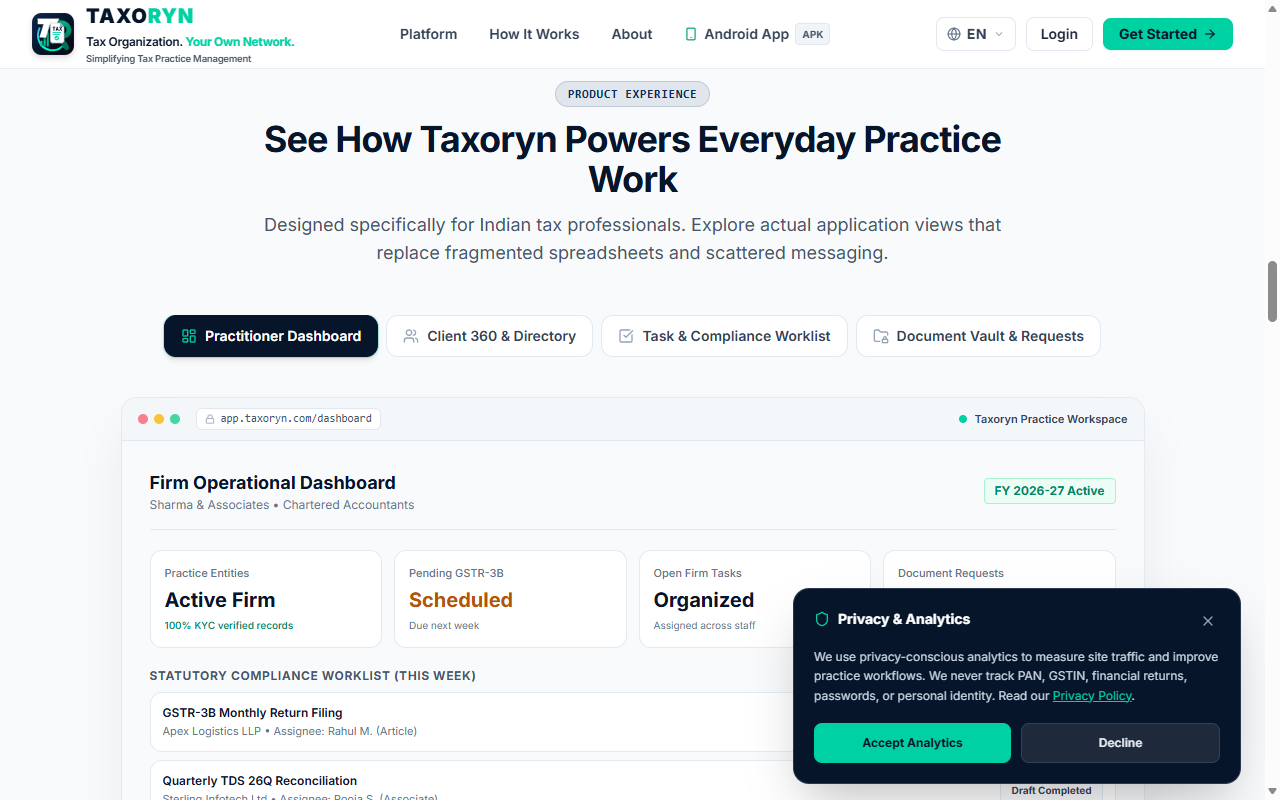 TAXORYN
Tax Organization. Your Own Network.
Simplifying Tax Practice Management
Platform
How It Works
About
Android App APK
EN
Login
Get Started →
PRODUCT EXPERIENCE
See How Taxoryn Powers Everyday Practice
Work
Designed specifically for Indian tax professionals. Explore actual application views that
replace fragmented spreadsheets and scattered messaging.
Practitioner Dashboard
Client 360 & Directory
Task & Compliance Worklist
Document Vault & Requests
app.taxoryn.com/dashboard
Taxoryn Practice Workspace
Firm Operational Dashboard
Sharma & Associates • Chartered Accountants
FY 2026-27 Active
Practice Entities
Active Firm
100% KYC verified records
Pending GSTR-3B
Scheduled
Due next week
Open Firm Tasks
Organized
Assigned across staff
Document Requests
STATUTORY COMPLIANCE WORKLIST (THIS WEEK)
GSTR-3B Monthly Return Filing
Apex Logistics LLP • Assignee: Rahul M. (Article)
Quarterly TDS 26Q Reconciliation
Sterling Infotech Ltd • Assignee: Pooja S. (Associate)
Draft Completed
Privacy & Analytics
We use privacy-conscious analytics to measure site traffic and improve
practice workflows. We never track PAN, GSTIN, financial returns,
passwords, or personal identity. Read our Privacy Policy.
Accept Analytics
Decline